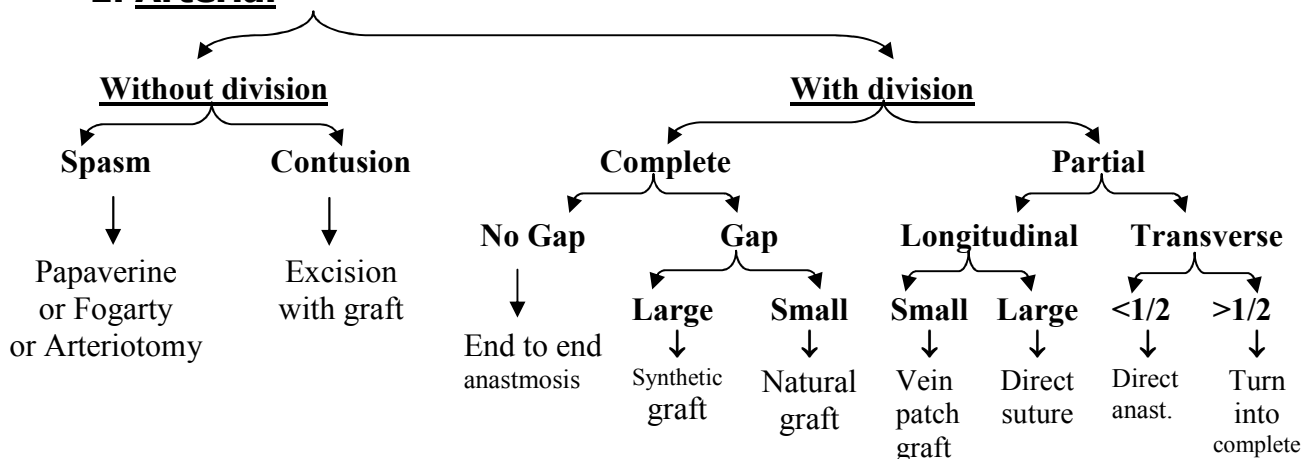 Without division
With division
Spasm
Contusion
Complete
Partial
No Gap
Gap
Longitudinal
Transverse
Papaverine
or Fogarty
or Arteriotomy
Excision
with graft
Large
Small
Small
Large
<1/2
>1/2
End to end
anastmosis
Synthetic
graft
Natural
graft
Vein
patch
graft
Direct
suture
Direct
anast.
Turn
into
complete